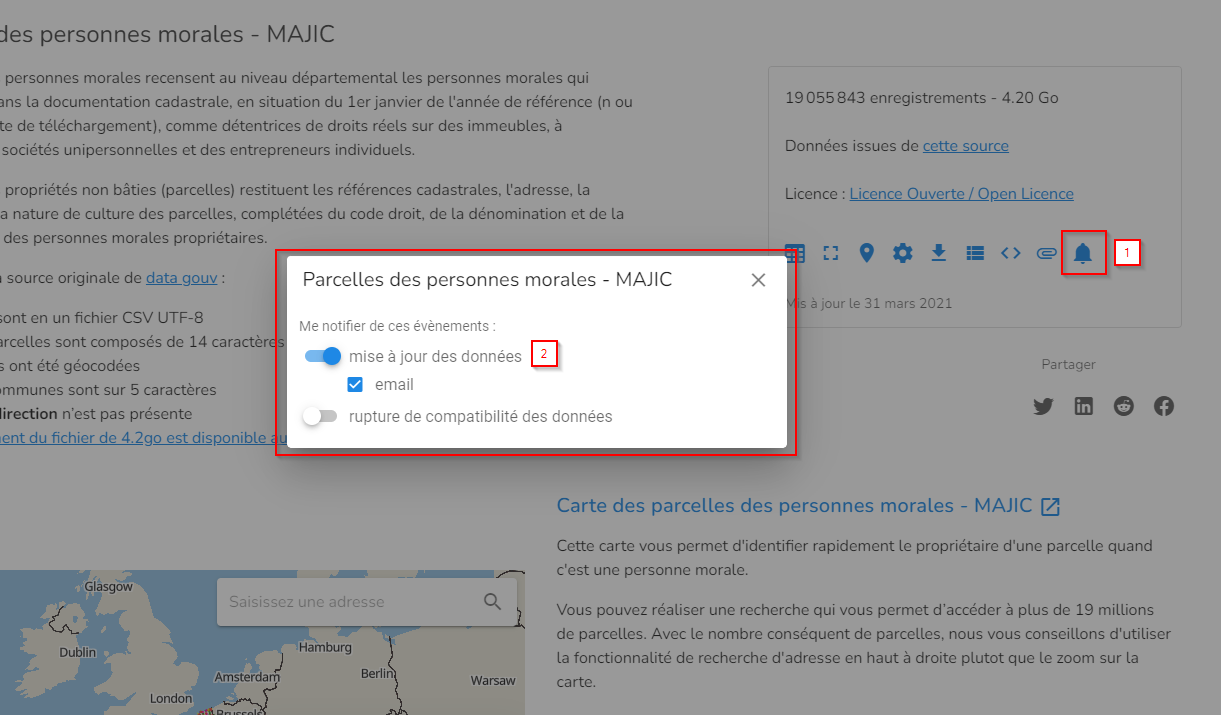 des personnes morales - MAJIC
personnes morales recensent au niveau départemental les personnes morales qui
ans la documentation cadastrale, en situation du 1er janvier de l'année de référence (n ou
te de téléchargement), comme détentrices de droits réels sur des immeubles, à
sociétés unipersonnelles et des entrepreneurs individuels.
propriétés non bâties (parcelles) restituent les références cadastrales, l'adresse, la
a nature de culture des parcelles, complétées du code droit, de la dénomination et de la
des personnes morales propriétaires.
source originale de data gouv :
sont en un fichier CSV UTF-8
arcelles sont composés de 14 caractères
s ont été géocodées
ommunes sont sur 5 caractères
direction n'est pas présente
ent du fichier de 4.2go est disponible au
19 055 843 enregistrements - 4.20 Go
Données issues de cette source
Licence : Licence Ouverte / Open Licence
1
Mis à jour le 31 mars 2021
Partager
Parcelles des personnes morales - MAJIC
Me notifier de ces évènements :
mise à jour des données
2
email
rupture de compatibilité des données
Carte des parcelles des personnes morales - MAJIC
Cette carte vous permet d'identifier rapidement le propriétaire d'une parcelle quand
c'est une personne morale.
Vous pouvez réaliser une recherche qui vous permet d'accéder à plus de 19 millions
de parcelles. Avec le nombre conséquent de parcelles, nous vous conseillons d'utiliser
la fonctionnalité de recherche d'adresse en haut à droite plutot que le zoom sur la
carte.
Saisissez une adresse
Glasgow
Dublin
Hamburg
Amsterdam
Berlin
Warsaw
London
Brussels